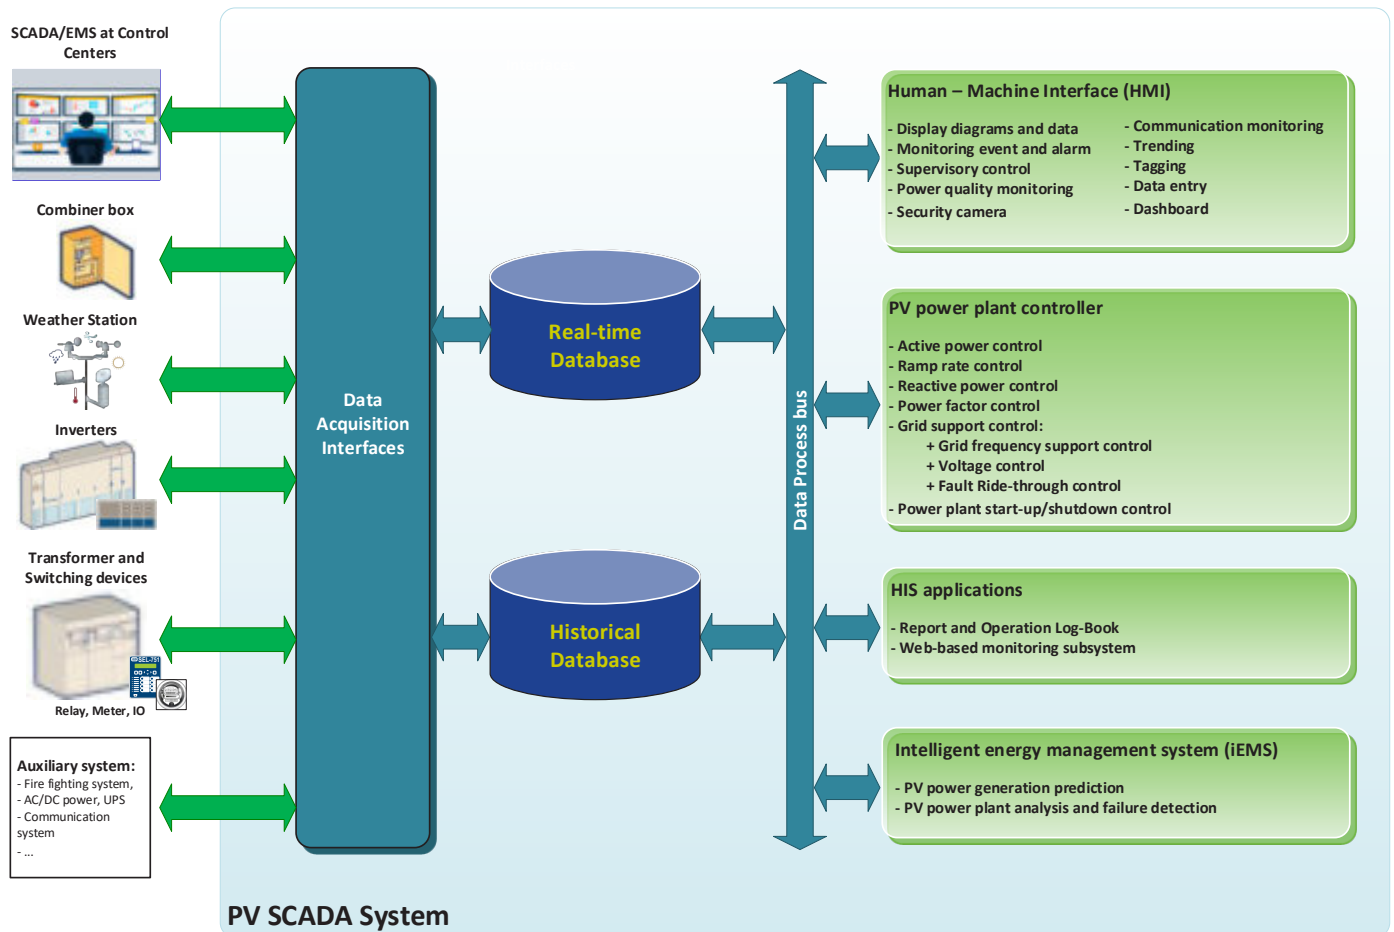 SCADA/EMS at Control
Centers
Combiner box
Weather Station
Inverters
Transformer and
Switching devices
SEL-751
Relay, Meter, IO
Auxiliary system:
- Fire fighting system,
- AC/DC power, UPS
- Communication
system
- ...
Data
Acquisition
Interfaces
Real-time
Database
Historical
Database
Data Process bus
Human – Machine Interface (HMI)
- Display diagrams and data
- Monitoring event and alarm
- Supervisory control
- Power quality monitoring
- Security camera
- Communication monitoring
- Trending
- Tagging
- Data entry
- Dashboard
PV power plant controller
- Active power control
- Ramp rate control
- Reactive power control
- Power factor control
- Grid support control:
+ Grid frequency support control
+ Voltage control
+ Fault Ride-through control
- Power plant start-up/shutdown control
HIS applications
- Report and Operation Log-Book
- Web-based monitoring subsystem
Intelligent energy management system (iEMS)
- PV power generation prediction
- PV power plant analysis and failure detection
PV SCADA System